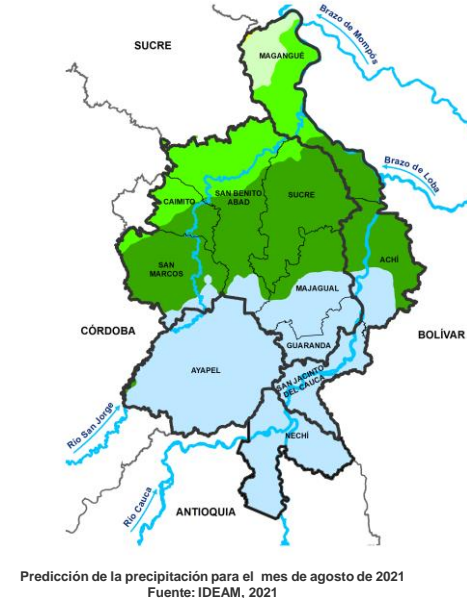 SUCRE
Brazo de Mompós
MAGANGUÉ
Brazo de Loba
SAN BENITO
ABAD
SUCRE
CAIMITO
SAN
MARCOS
ACHÍ
MAJAGUAL
CÓRDOBA
BOLÍVAR
GUARANDA
AYAPEL
SAN JACINTO
DEL CAUCA
Río San Jorge
NECHÍ
Río Cauca
ANTIOQUIA
Predicción de la precipitación para el mes de agosto de 2021
Fuente: IDEAM, 2021